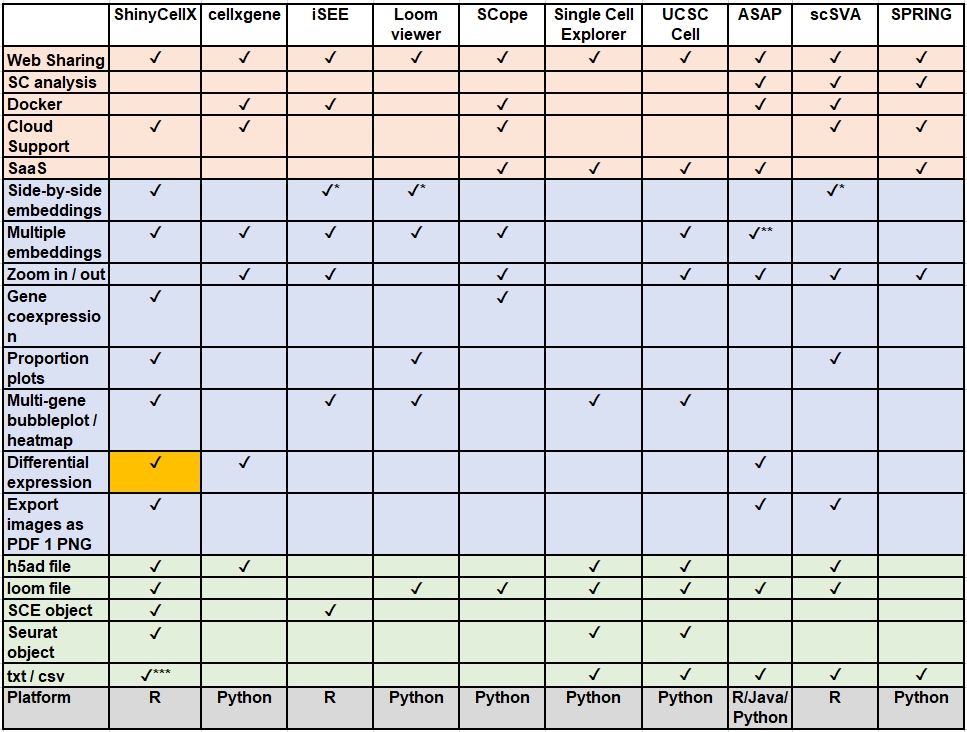 ShinyCellX cellxgene iSEE Loom viewer SCope Single Cell Explorer UCSC Cell ASAP scSVA SPRING
Web Sharing ✓ ✓ ✓ ✓ ✓ ✓ ✓ ✓ ✓ ✓
SC analysis ✓ ✓ ✓
Docker ✓ ✓ ✓ ✓ ✓
Cloud
Support ✓ ✓ ✓ ✓ ✓
SaaS ✓ ✓ ✓ ✓ ✓
Side-by-side
embeddings ✓ ✓* ✓* ✓*
Multiple
embeddings ✓ ✓ ✓ ✓ ✓ ✓ ✓**
Zoom in / out ✓ ✓ ✓ ✓ ✓ ✓ ✓
Gene
coexpressio
n ✓ ✓
Proportion
plots ✓ ✓ ✓
Multi-gene
bubbleplot /
heatmap ✓ ✓ ✓ ✓ ✓
Differential
expression ✓ ✓ ✓
Export
images as
PDF 1 PNG ✓ ✓ ✓
h5ad file ✓ ✓ ✓ ✓ ✓
loom file ✓ ✓ ✓ ✓ ✓ ✓ ✓
SCE object ✓ ✓
Seurat
object ✓ ✓ ✓
txt / csv ✓*** ✓ ✓ ✓ ✓ ✓
Platform R Python R Python Python Python Python R/Java/Python R Python